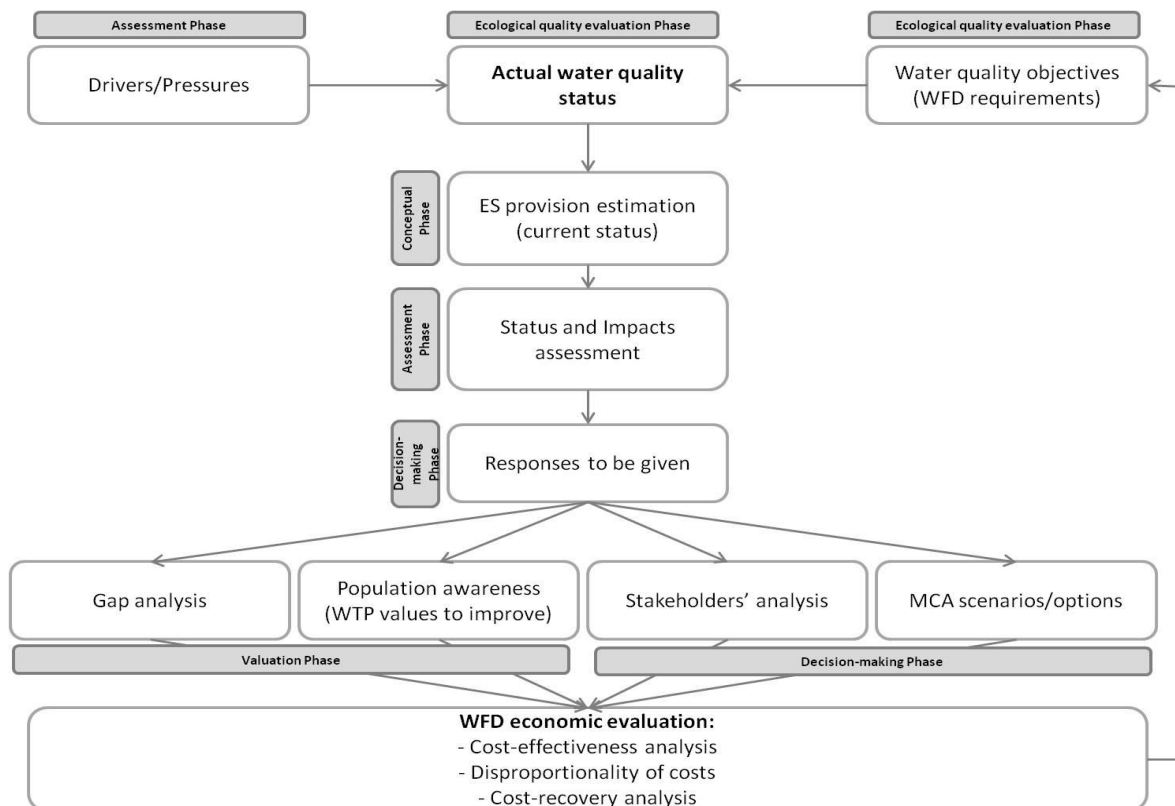 Assessment Phase
Ecological quality evaluation Phase
Ecological quality evaluation Phase
Drivers/Pressures
Actual water quality
status
Water quality objectives
(WFD requirements)
Conceptual
Phase
ES provision estimation
(current status)
Assessment
Phase
Status and Impacts
assessment
Decision-
making
Phase
Responses to be given
Gap analysis
Population awareness
(WTP values to improve)
Stakeholders’ analysis
MCA scenarios/options
Valuation Phase
Decision-making Phase
WFD economic evaluation:
- Cost-effectiveness analysis
- Disproportionality of costs
- Cost-recovery analysis